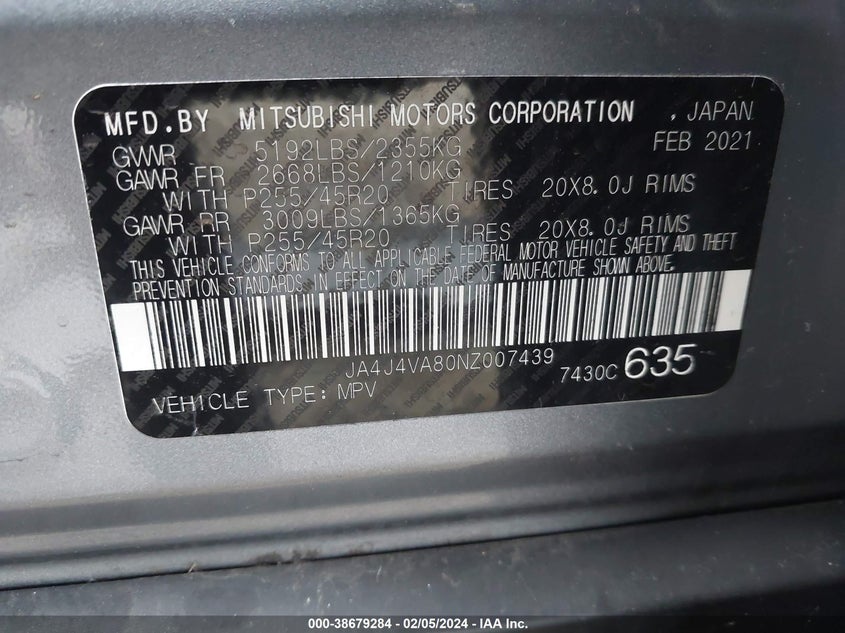 MFD.BY MITSUBISHI MOTORS CORPORATION , JAPAN
GVWR 5192LBS/2355KG FEB 2021
GAWR FR 2668LBS/1210KG
WITH P255/45R20 TIRES 20X8.0J RIMS
GAWR RR 3009LBS/1365KG
WITH P255/45R20 TIRES 20X8.0J RIMS
THIS VEHICLE CONFORMS TO ALL APPLICABLE FEDERAL MOTOR VEHICLE SAFETY AND THEFT
PREVENTION STANDARDS IN EFFECT ON THE DATE OF MANUFACTURE SHOWN ABOVE.
JA4J4VA80NZ007439
7430C 635
VEHICLE TYPE: MPV
000-38679284 - 02/05/2024 - IAA Inc.